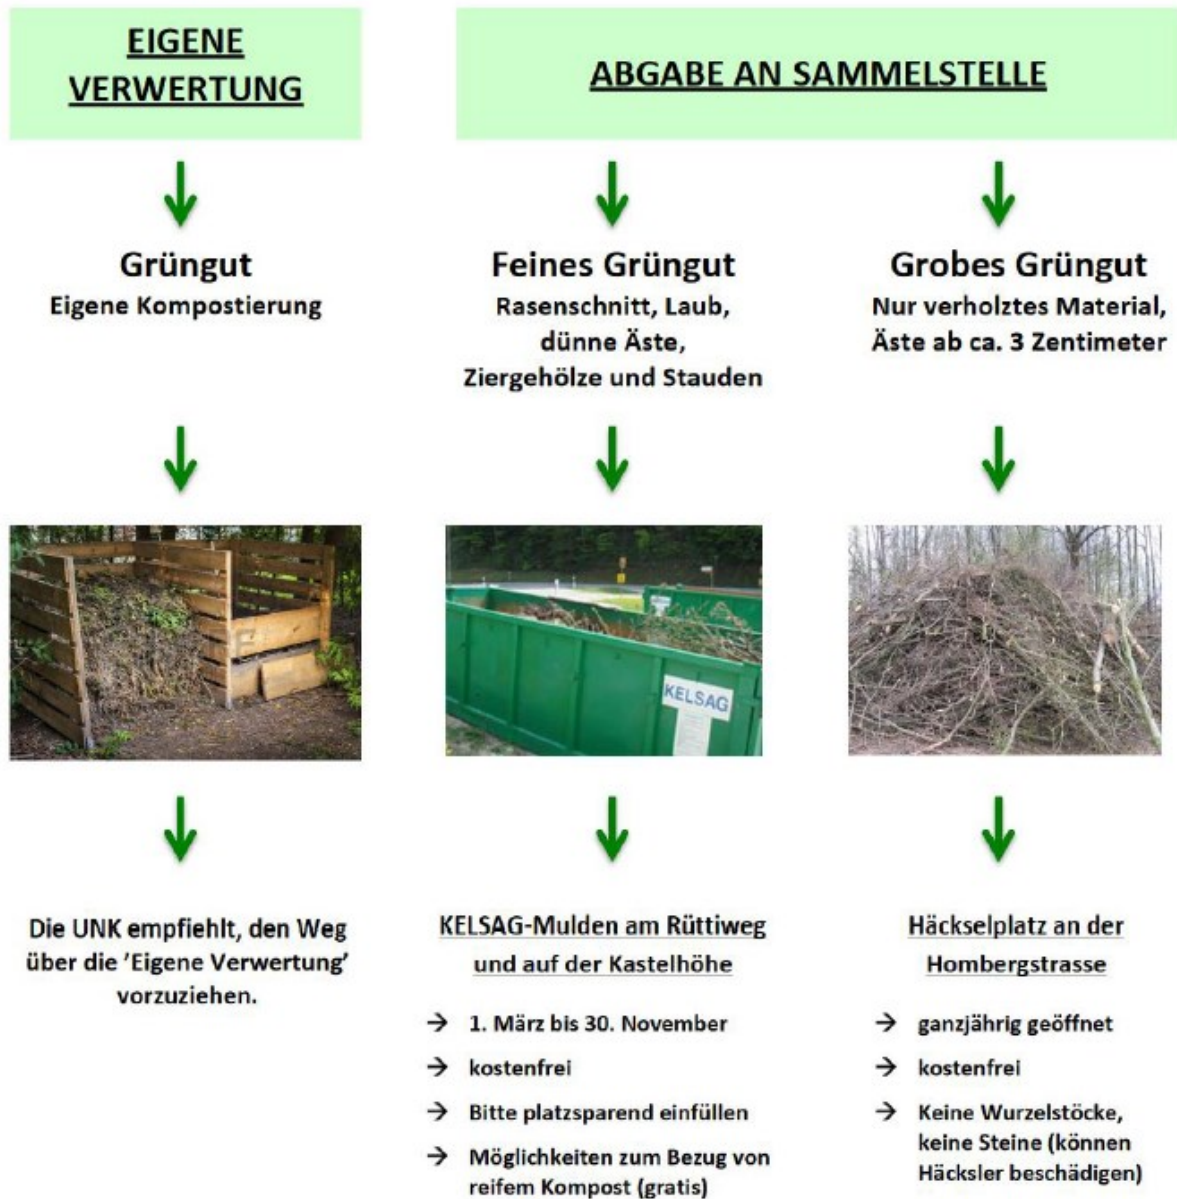 EIGENE
VERWERTUNG
ABGABE AN SAMMELSTELLE
Grüngut
Eigene Kompostierung
Feines Grüngut
Rasenschnitt, Laub,
dünne Äste,
Ziergehölze und Stauden
Grobes Grüngut
Nur verholztes Material,
Äste ab ca. 3 Zentimeter
KELSAG
Die UNK empfiehlt, den Weg
über die 'Eigene Verwertung'
vorzuziehen.
KELSAG-Mulden am Rüttiweg
und auf der Kastelhöhe
→ 1. März bis 30. November
→ kostenfrei
→ Bitte platzsparend einfüllen
→ Möglichkeiten zum Bezug von
reifem Kompost (gratis)
Häckselplatz an der
Hombergstrasse
→ ganzjährig geöffnet
→ kostenfrei
→ Keine Wurzelstöcke,
keine Steine (können
Häcksler beschädigen)